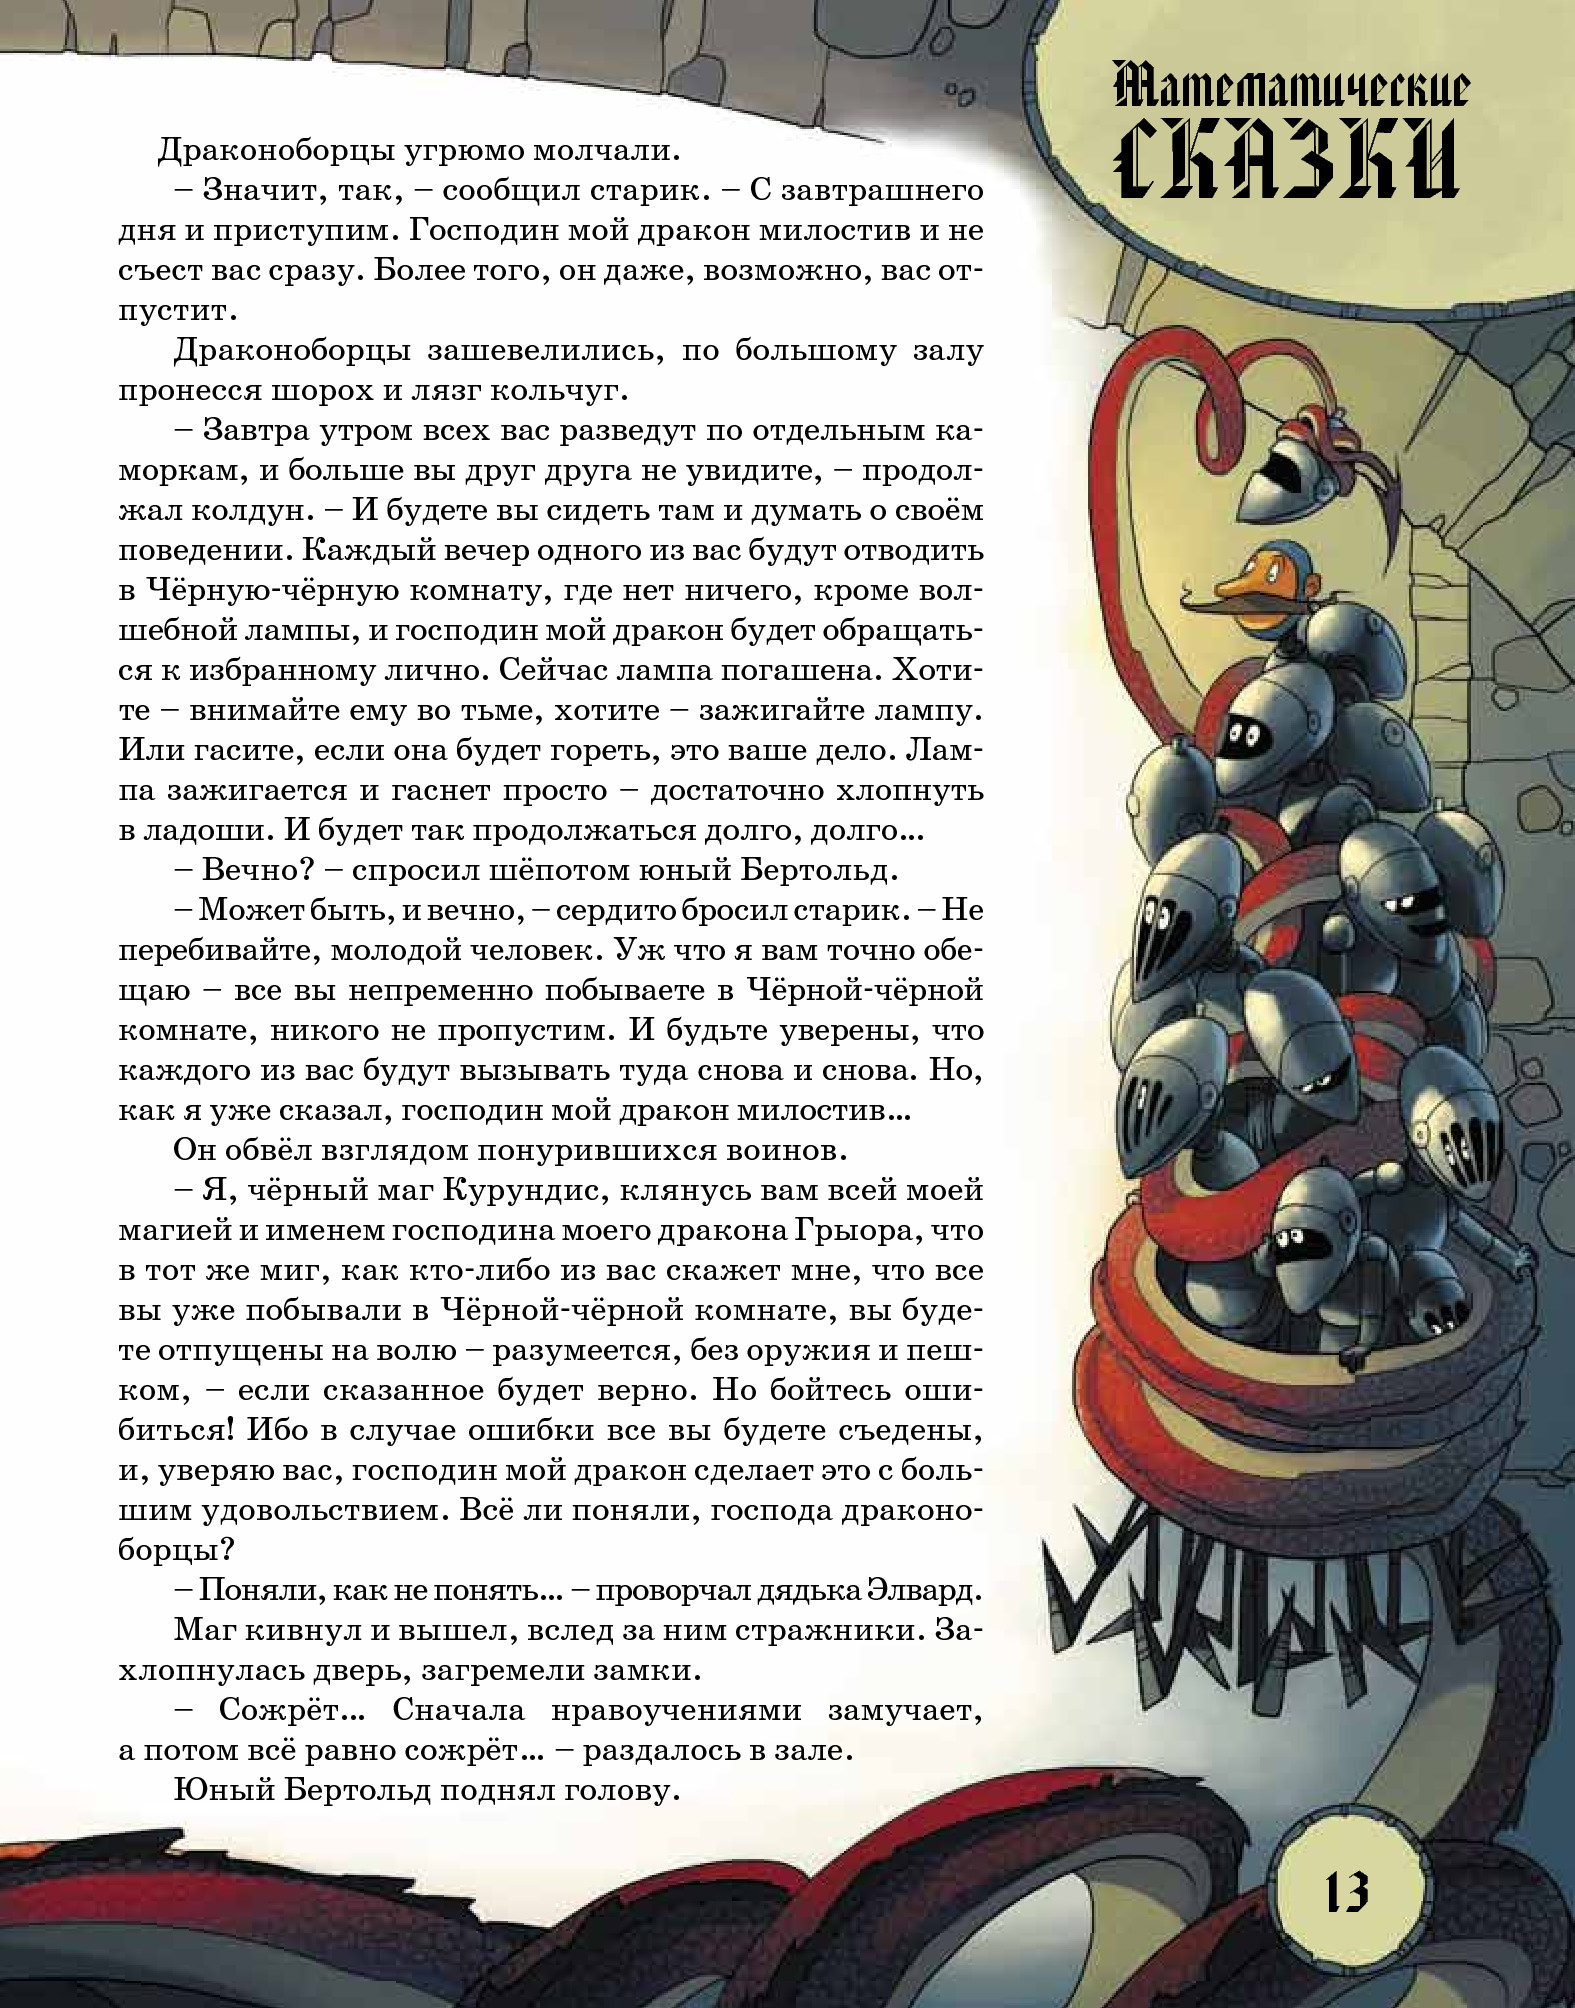 Математические
СКАЗКИ
Драконоборцы угрюмо молчали.
– Значит, так, – сообщил старик. – С завтрашнего
дня и приступим. Господин мой дракон милостив и не
съест вас сразу. Более того, он даже, возможно, вас от-
пустит.
Драконоборцы зашевелились, по большому залу
пронесся шорох и лязг кольчуг.
– Завтра утром всех вас разведут по отдельным ка-
моркам, и больше вы друг друга не увидите, – продол-
жал колдун. – И будете вы сидеть там и думать о своём
поведении. Каждый вечер одного из вас будут отводить
в Чёрную-чёрную комнату, где нет ничего, кроме вол-
шебной лампы, и господин мой дракон будет обращать-
ся к избранному лично. Сейчас лампа погашена. Хоти-
те – внимайте ему во тьме, хотите – зажигайте лампу.
Или гасите, если она будет гореть, это ваше дело. Лам-
па зажигается и гаснет просто – достаточно хлопнуть
в ладоши. И будет так продолжаться долго, долго...
– Вечно? – спросил шёпотом юный Бертольд.
– Может быть, и вечно, – сердито бросил старик. – Не
перебивайте, молодой человек. Уж что я вам точно обе-
щаю – все вы непременно побываете в Чёрной-чёрной
комнате, никого не пропустим. И будьте уверены, что
каждого из вас будут вызывать туда снова и снова. Но,
как я уже сказал, господин мой дракон милостив...
Он обвёл взглядом понурившихся воинов.
– Я, чёрный маг Курундис, клянусь вам всей моей
магией и именем господина моего дракона Грыора, что
в тот же миг, как кто-либо из вас скажет мне, что все
вы уже побывали в Чёрной-чёрной комнате, вы буде-
те отпущены на волю – разумеется, без оружия и пеш-
ком, – если сказанное будет верно. Но бойтесь оши-
биться! Ибо в случае ошибки все вы будете съедены,
и, уверяю вас, господин мой дракон сделает это с боль-
шим удовольствием. Всё ли поняли, господа драконо-
борцы?
– Поняли, как не понять... – проворчал дядька Элвард.
Маг кивнул и вышел, вслед за ним стражники. За-
хлопнулась дверь, загремели замки.
– Сожрёт... Сначала нравоучениями замучает,
а потом всё равно сожрёт... – раздалось в зале.
Юный Бертольд поднял голову.
13